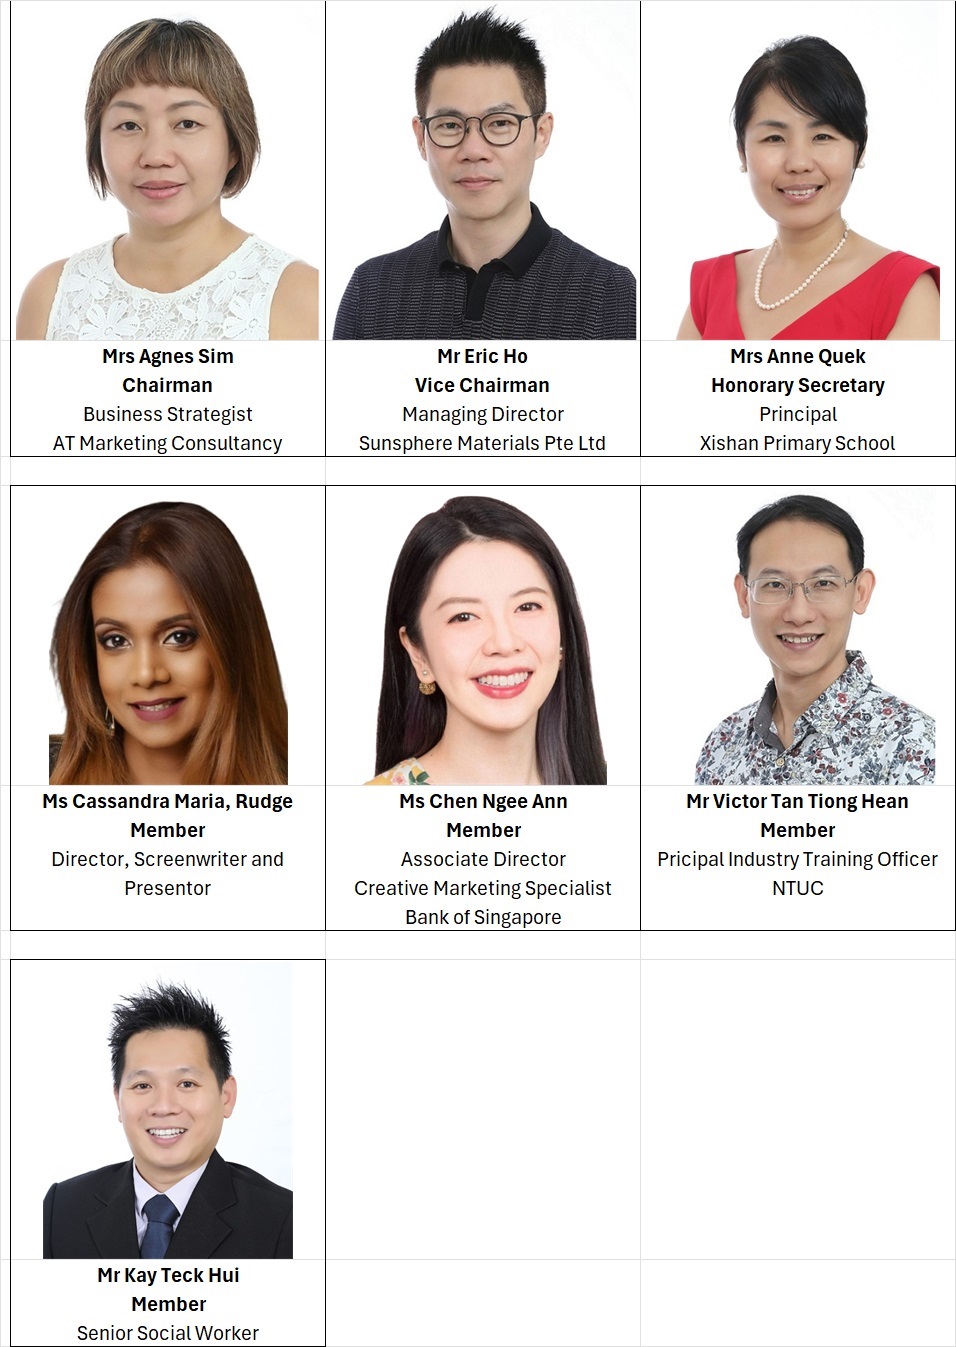 Mrs Agnes Sim
Chairman
Business Strategist
AT Marketing Consultancy
Mr Eric Ho
Vice Chairman
Managing Director
Sunsphere Materials Pte Ltd
Mrs Anne Quek
Honorary Secretary
Principal
Xishan Primary School
Ms Cassandra Maria, Rudge
Member
Director, Screenwriter and
Presentor
Ms Chen Ngee Ann
Member
Associate Director
Creative Marketing Specialist
Bank of Singapore
Mr Victor Tan Tiong Hean
Member
Pricipal Industry Training Officer
NTUC
Mr Kay Teck Hui
Member
Senior Social Worker